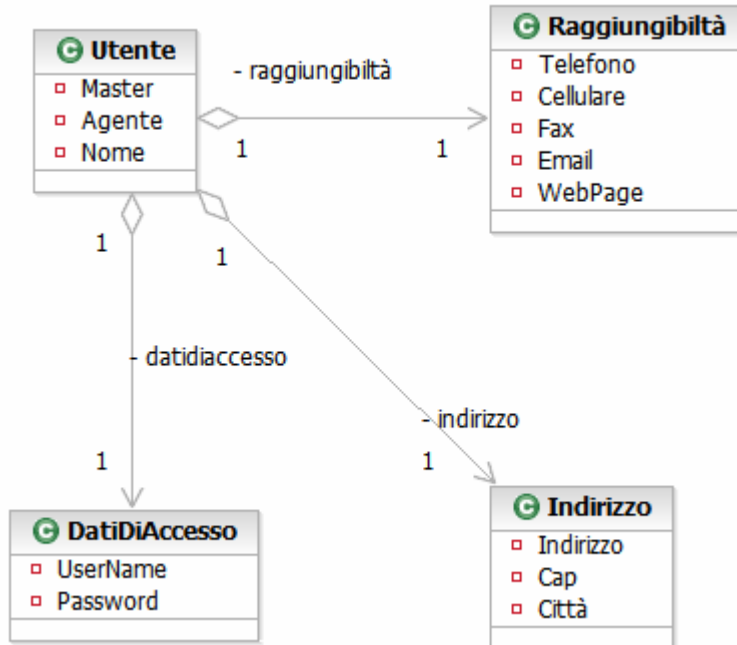 Utente
Master
Agente
Nome
- raggiungibiltà
1
1
Raggiungibiltà
Telefono
Cellulare
Fax
Email
WebPage
1
1
- datidiaccesso
- indirizzo
1
1
DatiDiAccesso
UserName
Password
Indirizzo
Indirizzo
Cap
Città